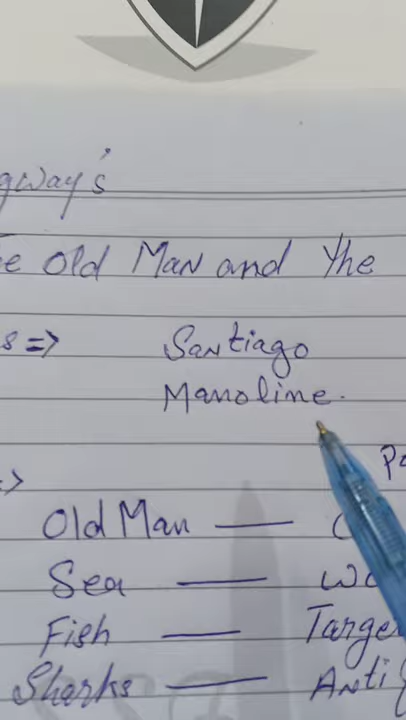 gway's
e Old Man and The
s => Santiago
Manoline.
=>
Old Man —
Sea —
Fish — Targe
Sharks — Anti